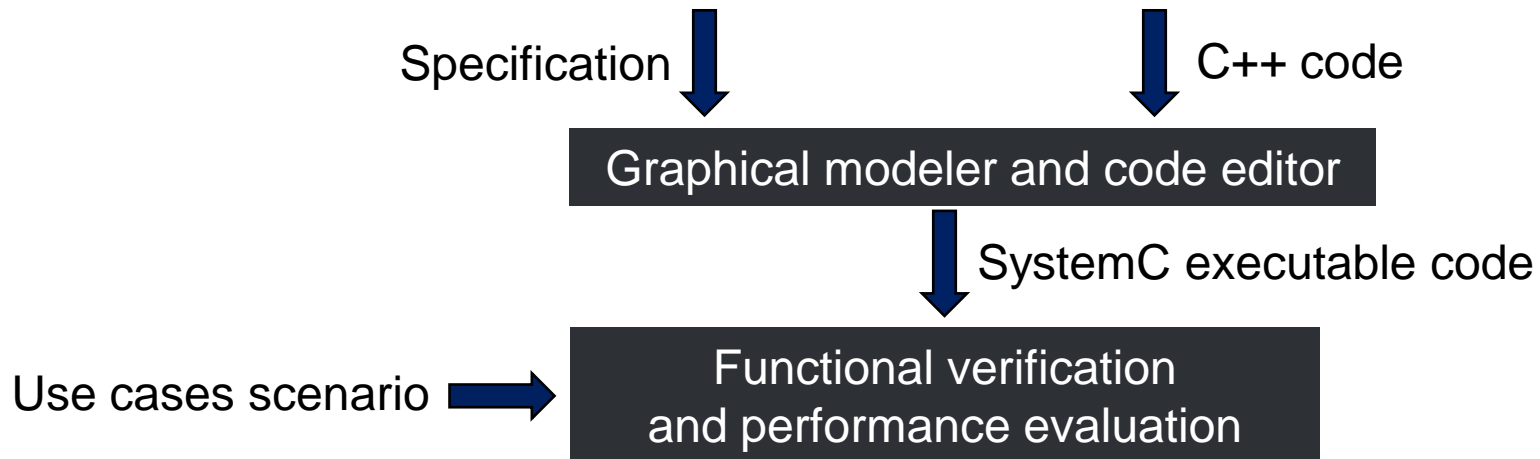 Specification
C++ code
Graphical modeler and code editor
SystemC executable code
Use cases scenario
Functional verification
and performance evaluation